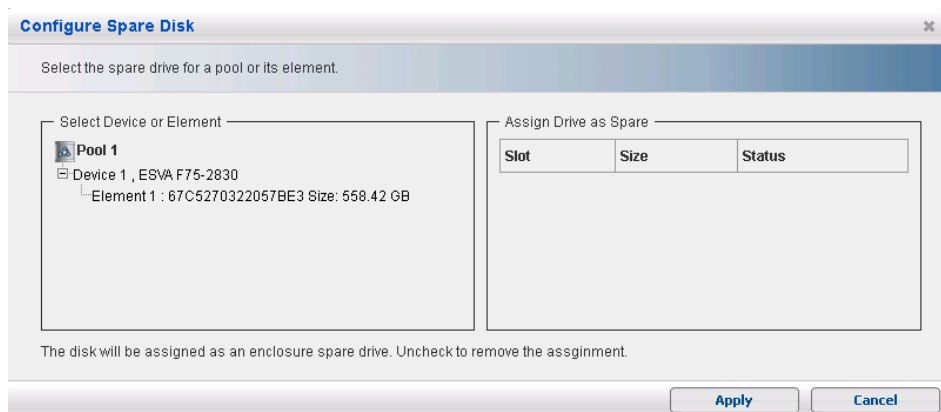 Configure Spare Disk
Select the spare drive for a pool or its element.
Select Device or Element
Pool 1
Device 1 , ESVA F75-2830
Element 1 : 67C5270322057BE3 Size: 558.42 GB
Assign Drive as Spare
Slot Size Status
The disk will be assigned as an enclosure spare drive. Uncheck to remove the assginment.
Apply Cancel